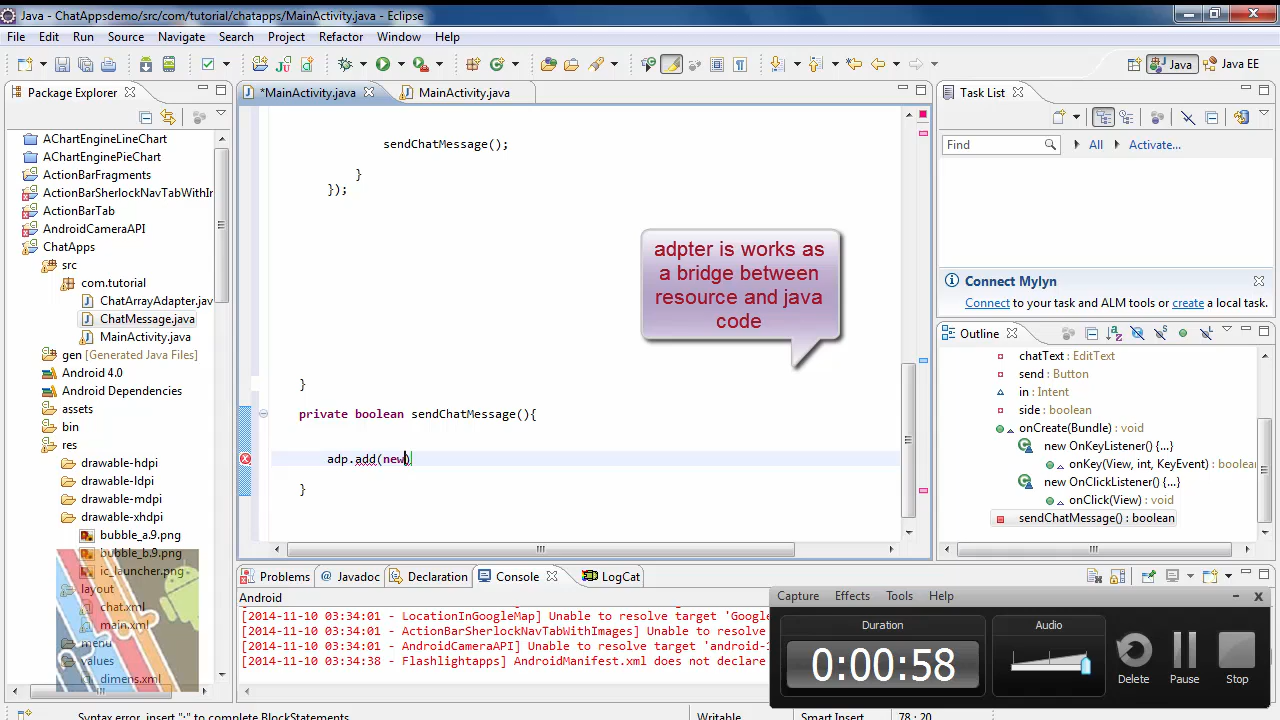 Java - ChatAppsdemo/src/com/tutorial/chatapps/MainActivity.java - Eclipse
File Edit Run Source Navigate Search Project Refactor Window Help
Java Java EE
Package Explorer
*MainActivity.java MainActivity.java
Task List
AChartEngineLineChart
AChartEnginePieChart
ActionBarFragments
ActionBarSherlockNavTabWithIn
ActionBarTab
AndroidCameraAPI
ChatApps
src
com.tutorial
ChatArrayAdapter.jav
ChatMessage.java
MainActivity.java
gen [Generated Java Files]
Android 4.0
Android Dependencies
assets
bin
res
drawable-hdpi
drawable-ldpi
drawable-mdpi
drawable-xhdpi
bubble_a.9.png
bubble_b.9.png
ic_launcher.png
layout
chat.xml
main.xml
menu
values
dimens.xml
sendChatMessage();
}
});
adpter is works as
a bridge between
resource and java
code
}
private boolean sendChatMessage(){
adp.add(new)
}
Find All Activate...
Connect Mylyn
Connect to your task and ALM tools or create a local task.
Outline
chatText : EditText
send : Button
in : Intent
side : boolean
onCreate(Bundle) : void
new OnKeyListener() {...}
onKey(View, int, KeyEvent) : boolean
new OnClickListener() {...}
onClick(View) : void
sendChatMessage() : boolean
Problems Javadoc Declaration Console LogCat
Android
[2014-11-10 03:34:01 - LocationInGoogleMap] Unable to resolve target 'Google
[2014-11-10 03:34:01 - ActionBarSherlockNavTabWithImages] Unable to resolve
[2014-11-10 03:34:01 - AndroidCameraAPI] Unable to resolve target 'android-1
[2014-11-10 03:34:38 - Flashlightapps] AndroidManifest.xml does not declare
Capture Effects Tools Help
Duration
0:00:58
Audio
Delete Pause Stop
Syntax error, insert ";" to complete BlockStatements Writable Smart Insert 78 : 20